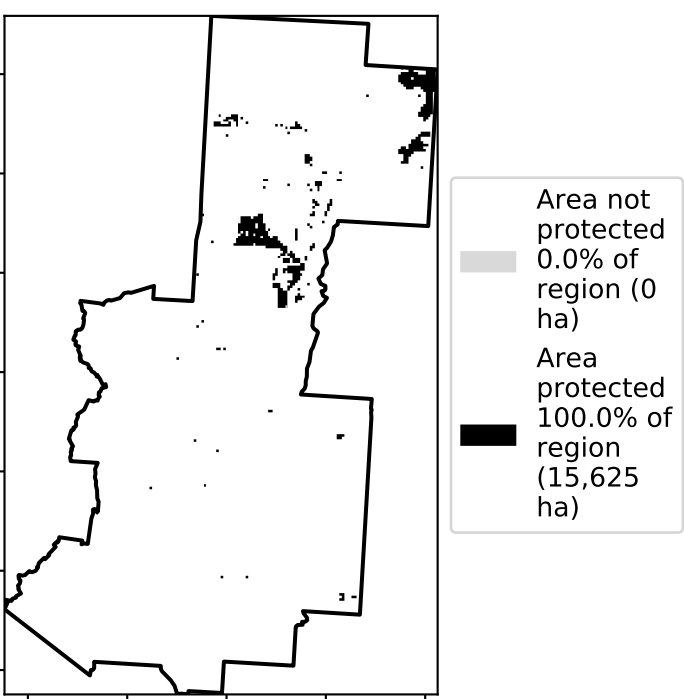 Area not
protected
0.0% of
region (0
ha)
Area
protected
100.0% of
region
(15,625
ha)